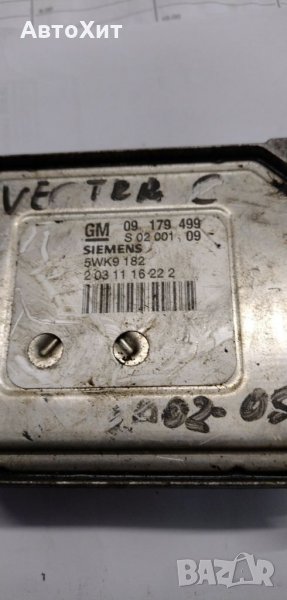 АвтоХит
VECTRA C
GM 09 179 499
S 02 001 09 -
SIEMENS
5WK9 182
2 03 11 16 22 2
2002-05
BAZAR